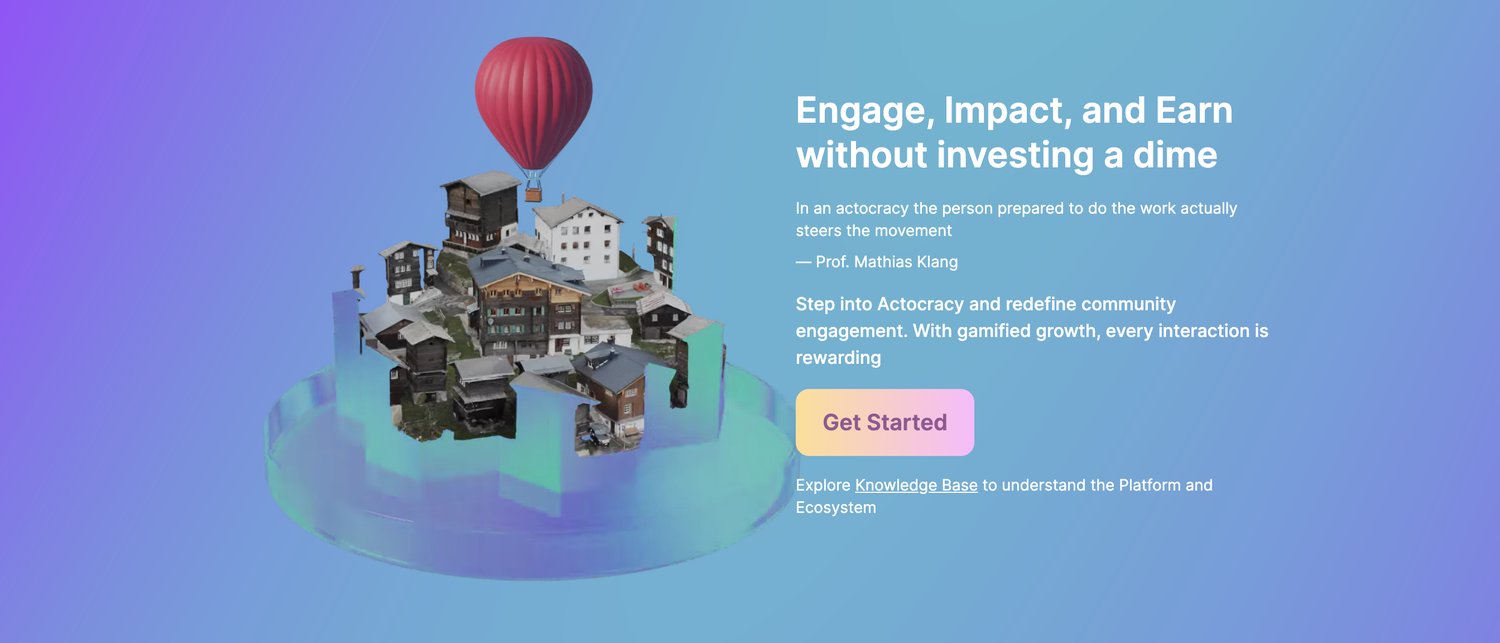 Engage, Impact, and Earn
without investing a dime
In an actocracy the person prepared to do the work actually
steers the movement
— Prof. Mathias Klang
Step into Actocracy and redefine community
engagement. With gamified growth, every interaction is
rewarding
Get Started
Explore Knowledge Base to understand the Platform and
Ecosystem